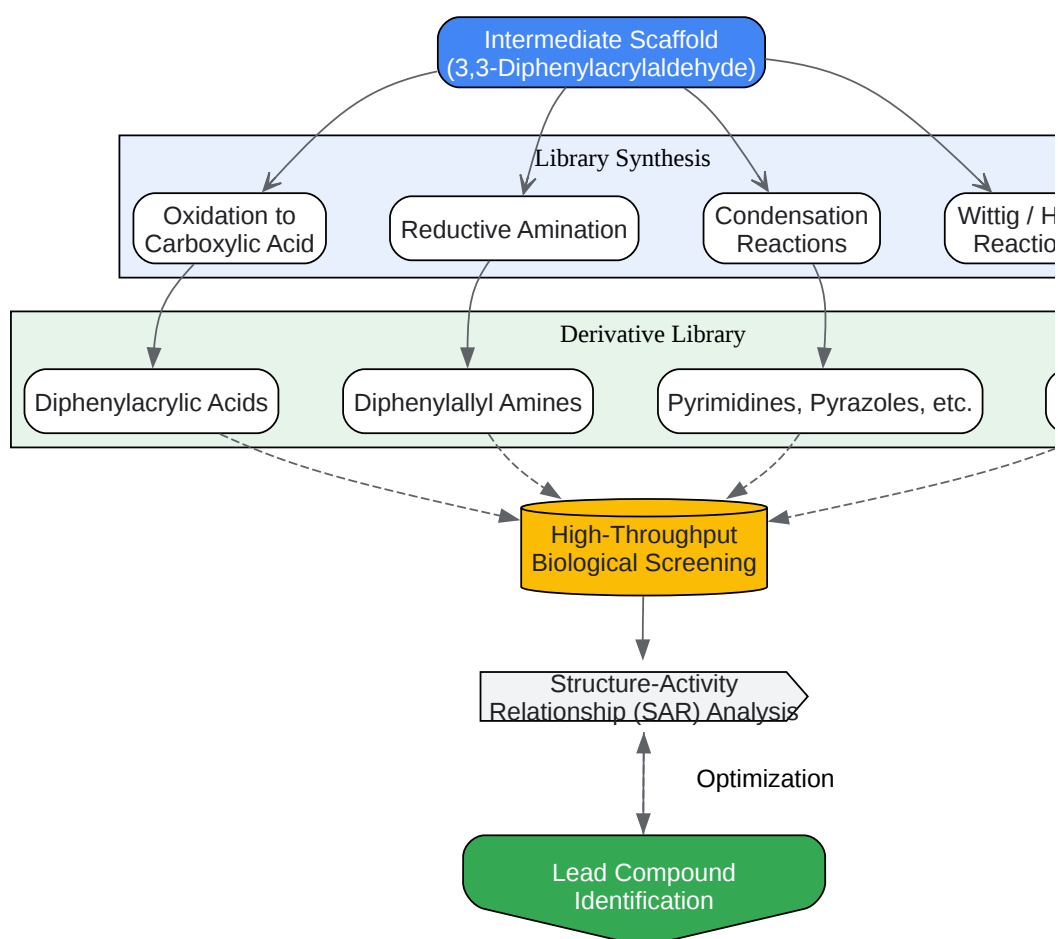 Intermediate Scaffold
(3,3-Diphenylacrylaldehyde)
Library Synthesis
Oxidation to
Carboxylic Acid
Reductive Amination
Condensation
Reactions
Wittig /
Derivative Library
Diphenylacrylic Acids
Diphenylallyl Amines
Pyrimidines, Pyrazoles, etc.
High-Throughput
Biological Screening
Structure-Activity
Relationship (SAR) Analysis
Optimization
Lead Compound
Identification